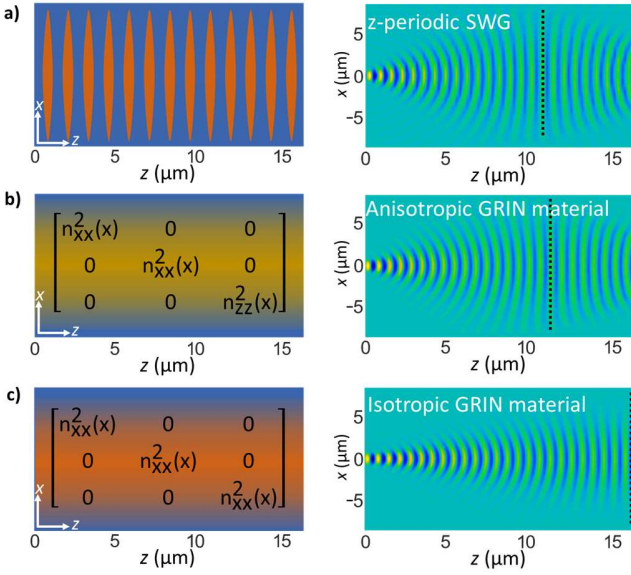 a)
x
z
0 5 10 15
z (μm)
z-periodic SWG
x (μm)
5
0
−5
0 5 10 15
z (μm)
b)
n²xx(x) 0 0
0 n²xx(x) 0
0 0 n²zz(x)
x
z
0 5 10 15
z (μm)
Anisotropic GRIN material
x (μm)
5
0
−5
0 5 10 15
z (μm)
c)
n²xx(x) 0 0
0 n²xx(x) 0
0 0 n²xx(x)
x
z
0 5 10 15
z (μm)
Isotropic GRIN material
x (μm)
5
0
−5
0 5 10 15
z (μm)